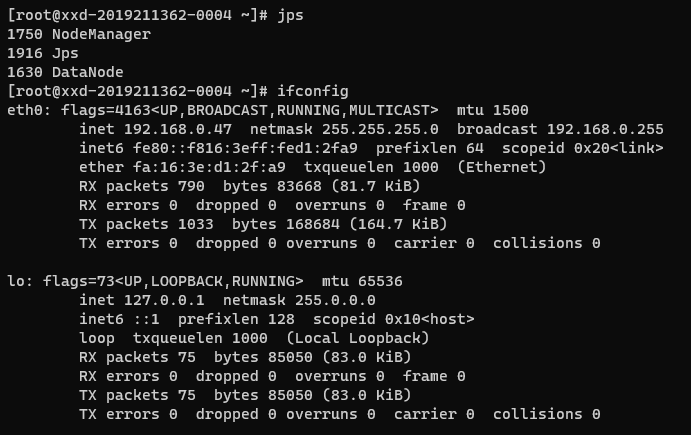 [root@xxd-2019211362-0004 ~]# jps
1750 NodeManager
1916 Jps
1630 DataNode
[root@xxd-2019211362-0004 ~]# ifconfig
eth0: flags=4163<UP,BROADCAST,RUNNING,MULTICAST>  mtu 1500
        inet 192.168.0.47  netmask 255.255.255.0  broadcast 192.168.0.255
        inet6 fe80::f816:3eff:fed1:2fa9  prefixlen 64  scopeid 0x20<link>
        ether fa:16:3e:d1:2f:a9  txqueuelen 1000  (Ethernet)
        RX packets 790  bytes 83668 (81.7 KiB)
        RX errors 0  dropped 0  overruns 0  frame 0
        TX packets 1033  bytes 168684 (164.7 KiB)
        TX errors 0  dropped 0 overruns 0  carrier 0  collisions 0

lo: flags=73<UP,LOOPBACK,RUNNING>  mtu 65536
        inet 127.0.0.1  netmask 255.0.0.0
        inet6 ::1  prefixlen 128  scopeid 0x10<host>
        loop  txqueuelen 1000  (Local Loopback)
        RX packets 75  bytes 85050 (83.0 KiB)
        RX errors 0  dropped 0  overruns 0  frame 0
        TX packets 75  bytes 85050 (83.0 KiB)
        TX errors 0  dropped 0 overruns 0  carrier 0  collisions 0